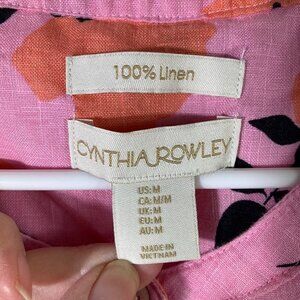 100% Linen
CYNTHIA ROWLEY
US:M
CA:M/M
UK:M
EU:M
AU:M
MADE IN
VIETNAM